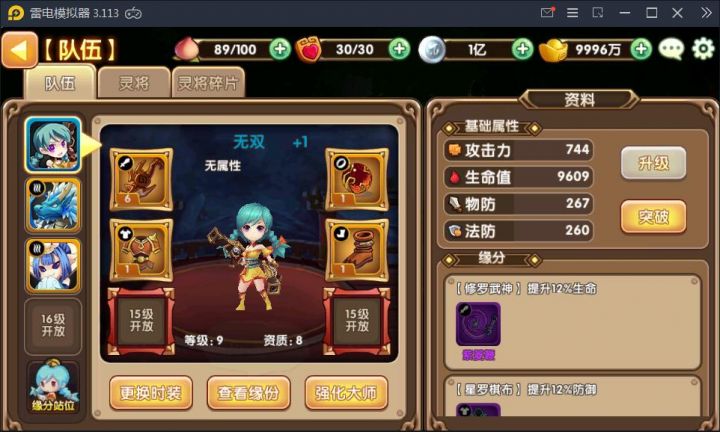 雷电模拟器 3.113
【队伍】
89/100
30/30
1亿
9996万
队伍
灵将
灵将碎片
无双 +1
无属性
6
1
1
1
15级
开放
15级
开放
等级：9
资质：8
16级
开放
缘分站位
更换时装
查看缘份
强化大师
资料
基础属性
攻击力 744
生命值 9609
物防 267
法防 260
升级
突破
缘分
【修罗武神】提升12%生命
【星罗棋布】提升12%防御